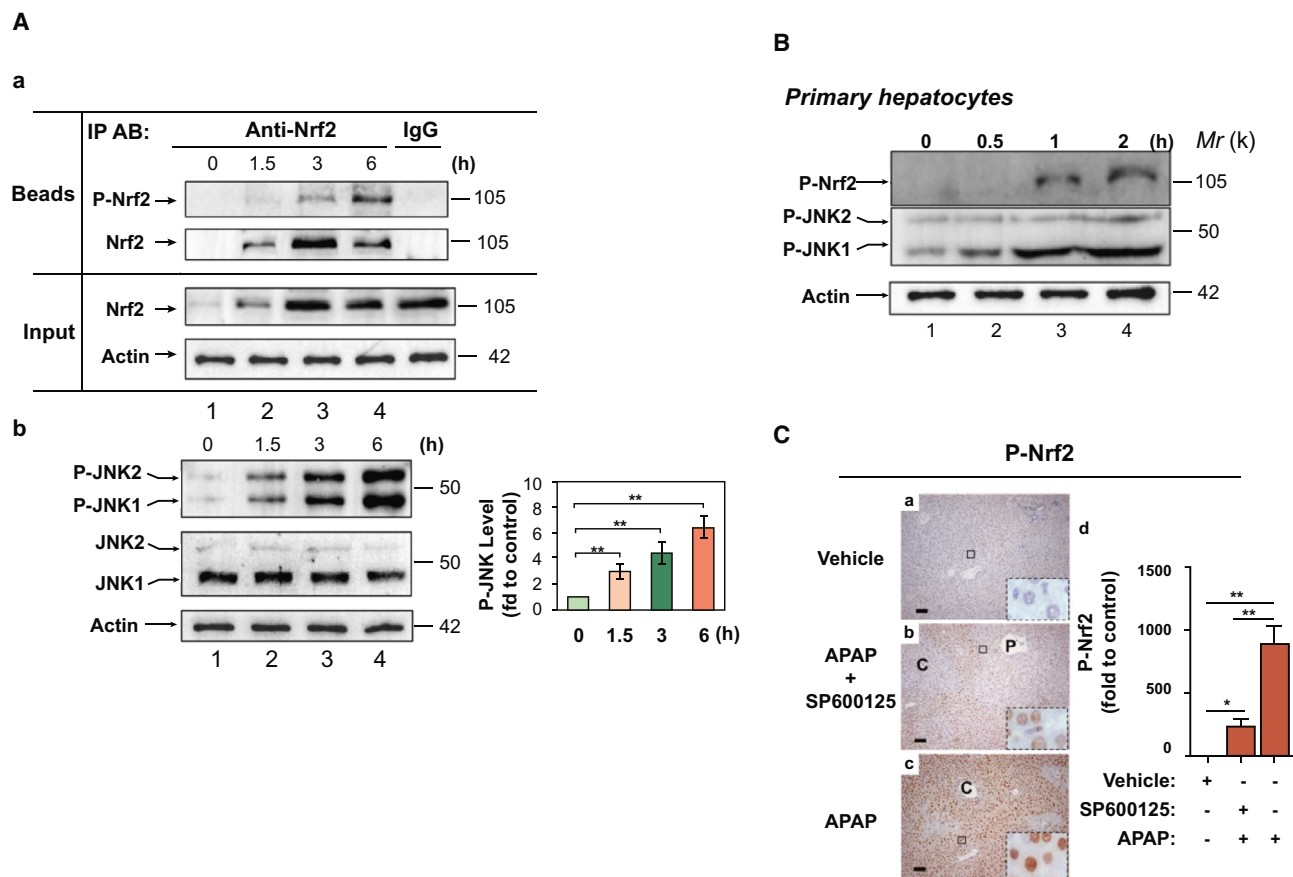 A
a
IP AB: Anti-Nrf2 IgG
0 1.5 3 6 (h)
Beads
P-Nrf2 105
Nrf2 105
Input
Nrf2 105
Actin 42
1 2 3 4
b
0 1.5 3 6 (h)
P-JNK2
50
P-JNK1
JNK2
50
JNK1
Actin 42
1 2 3 4
P-JNK Level
(fd to control)
10
8
6
4
2
0
** ** **
0 1.5 3 6 (h)
B
Primary hepatocytes
0 0.5 1 2 (h) Mr (k)
P-Nrf2 105
P-JNK2
50
P-JNK1
Actin 42
1 2 3 4
C
P-Nrf2
a
Vehicle
b
P
C
APAP
+
SP600125
c
C
APAP
d
P-Nrf2
(fold to control)
1500
1000
500
0
**
**
*
Vehicle: + - -
SP600125: - + -
APAP: - + +